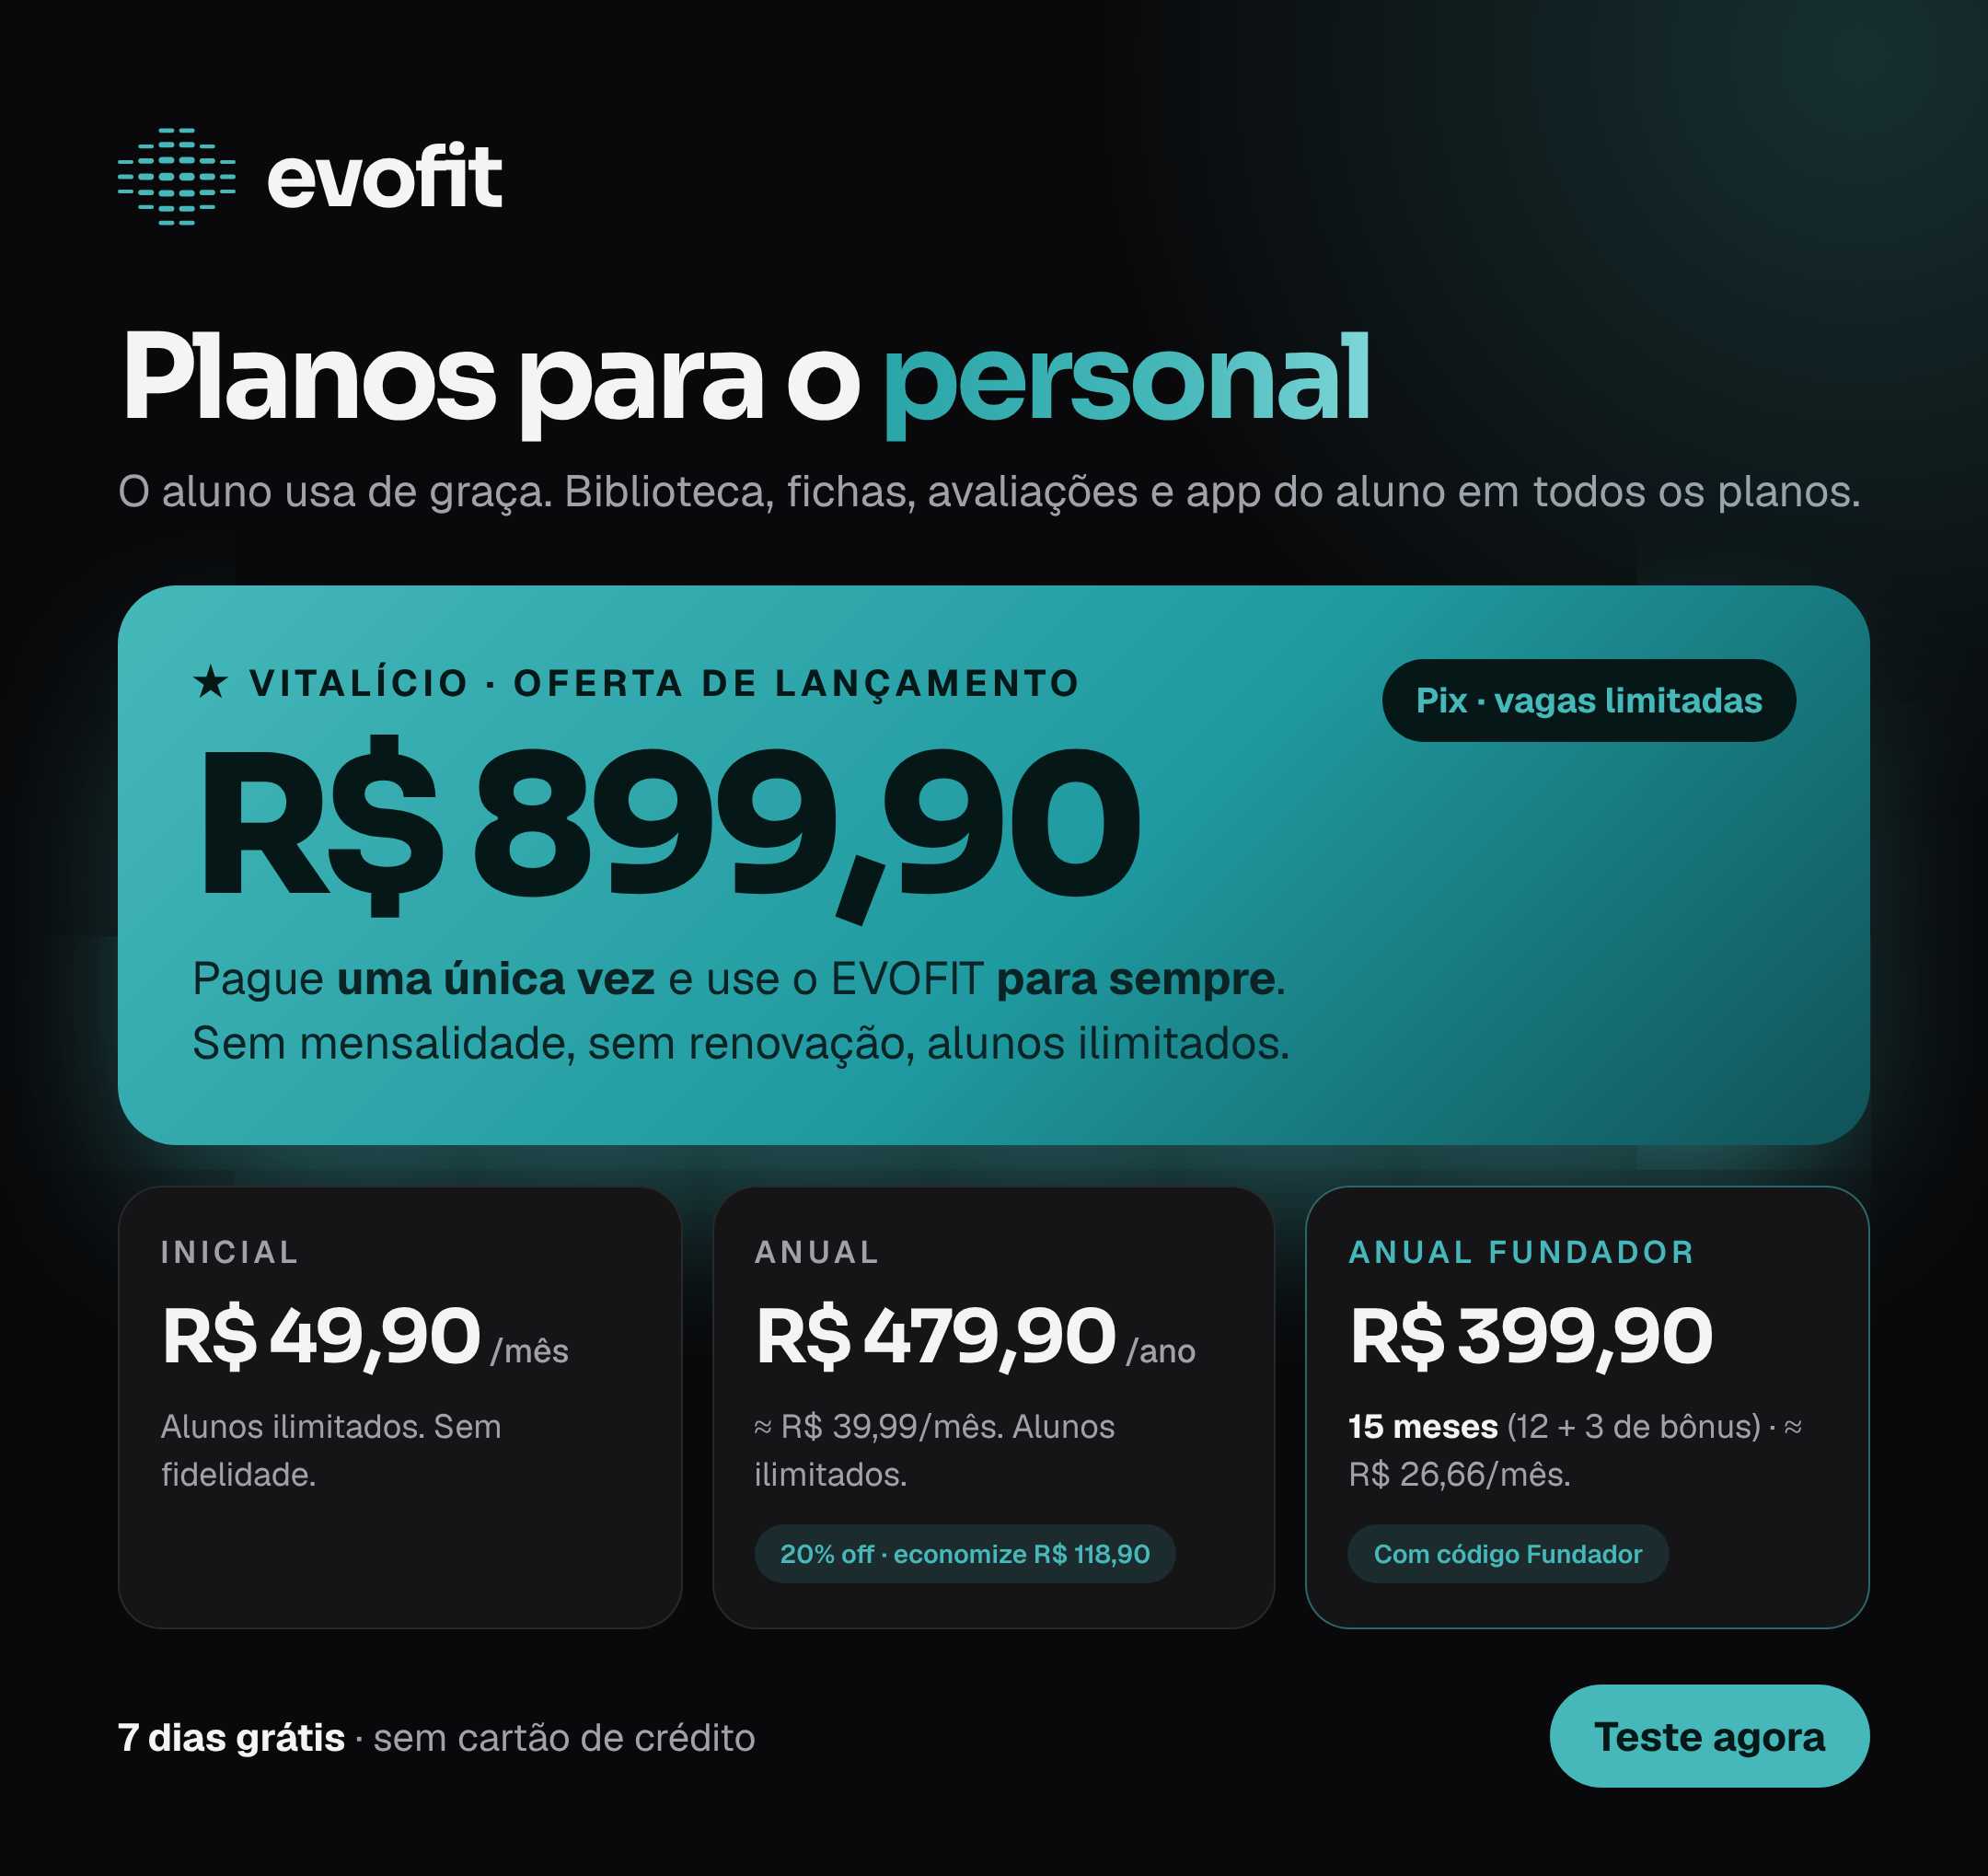 evofit
Planos para o personal
O aluno usa de graça. Biblioteca, fichas, avaliações e app do aluno em todos os planos.
★ VITALÍCIO · OFERTA DE LANÇAMENTO
Pix · vagas limitadas
R$ 899,90
Pague uma única vez e use o EVOFIT para sempre.
Sem mensalidade, sem renovação, alunos ilimitados.
INICIAL
R$ 49,90 /mês
Alunos ilimitados. Sem
fidelidade.
ANUAL
R$ 479,90 /ano
≈ R$ 39,99/mês. Alunos
ilimitados.
20% off · economize R$ 118,90
ANUAL FUNDADOR
R$ 399,90
15 meses (12 + 3 de bônus) · ≈
R$ 26,66/mês.
Com código Fundador
7 dias grátis · sem cartão de crédito
Teste agora